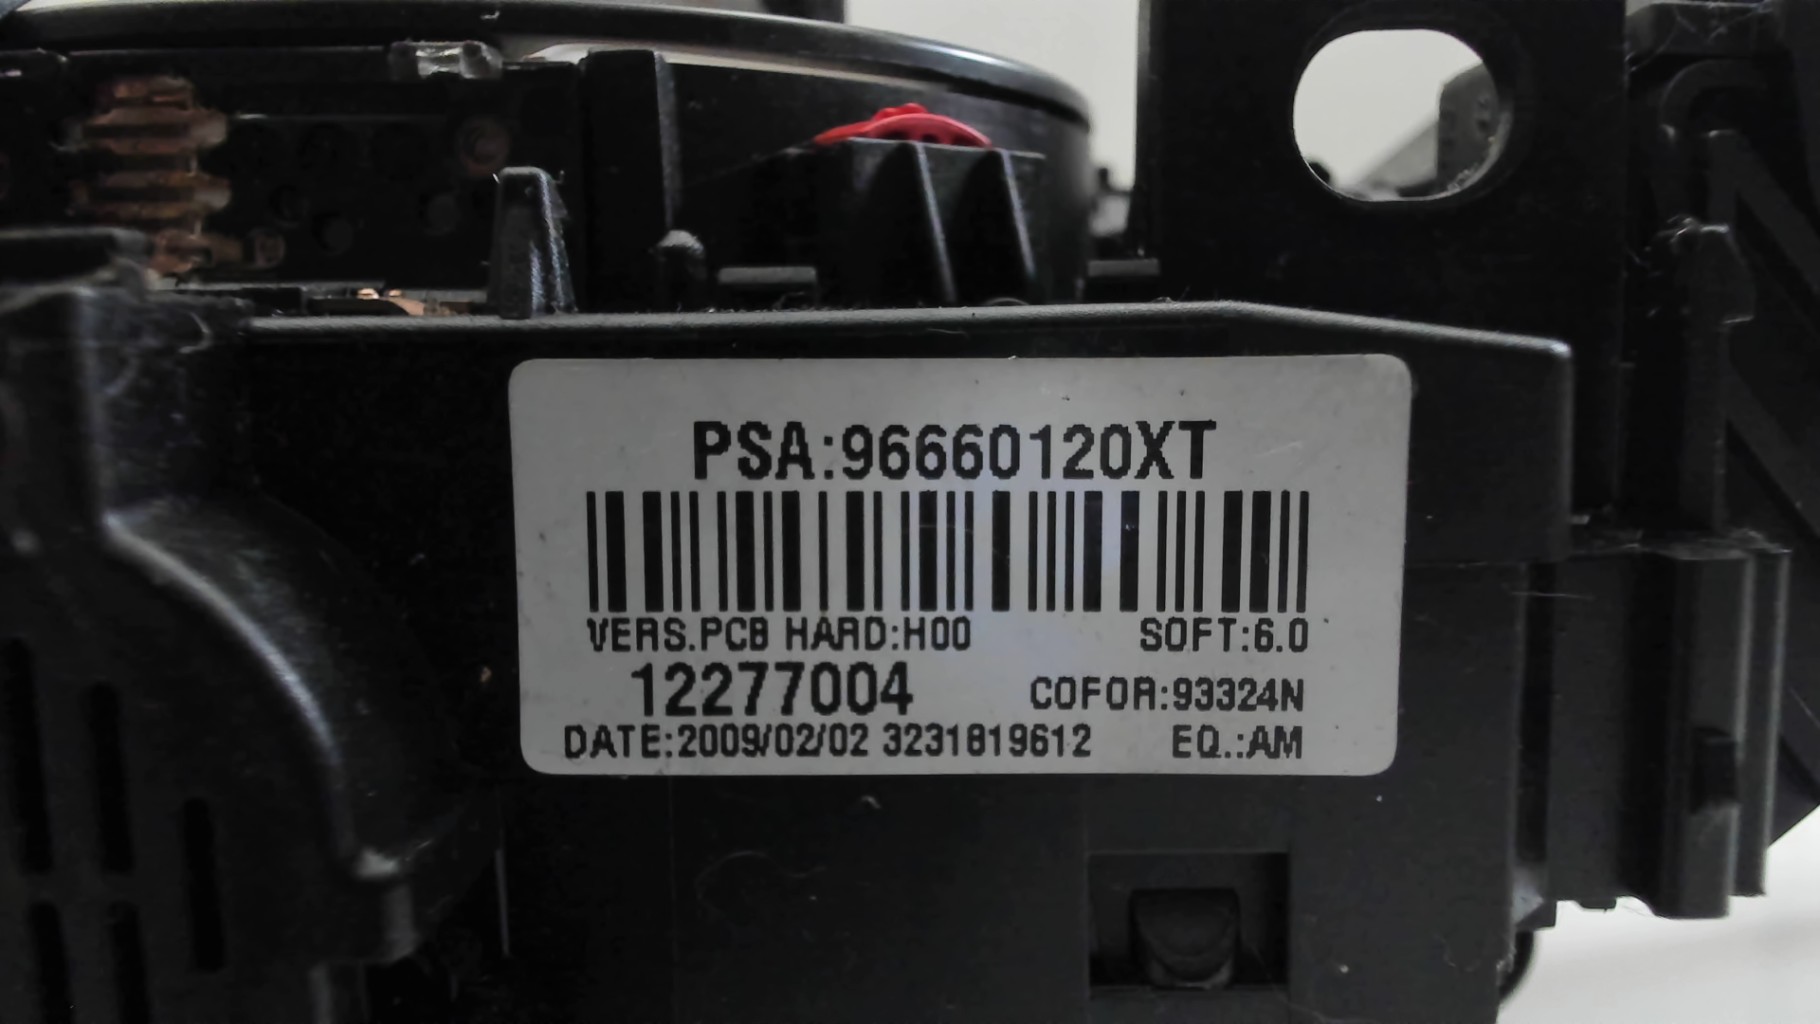 PSA:96660120XT
VERS.PCB HARD:H00 SOFT:6.0
12277004 COFOR:93324N
DATE:2009/02/02 3231819612 EQ.:AM